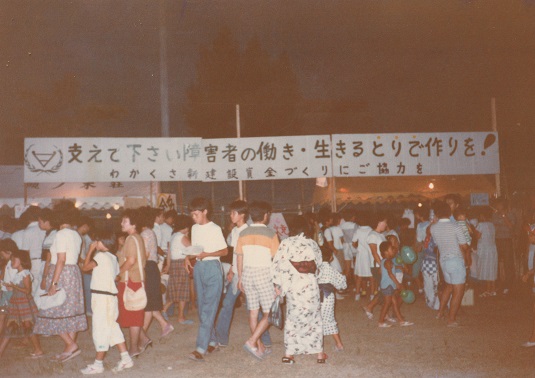 支えて下さい障害者の働き・生きるとりで作りを!
わかくさ新建設資金づくりにご協力を